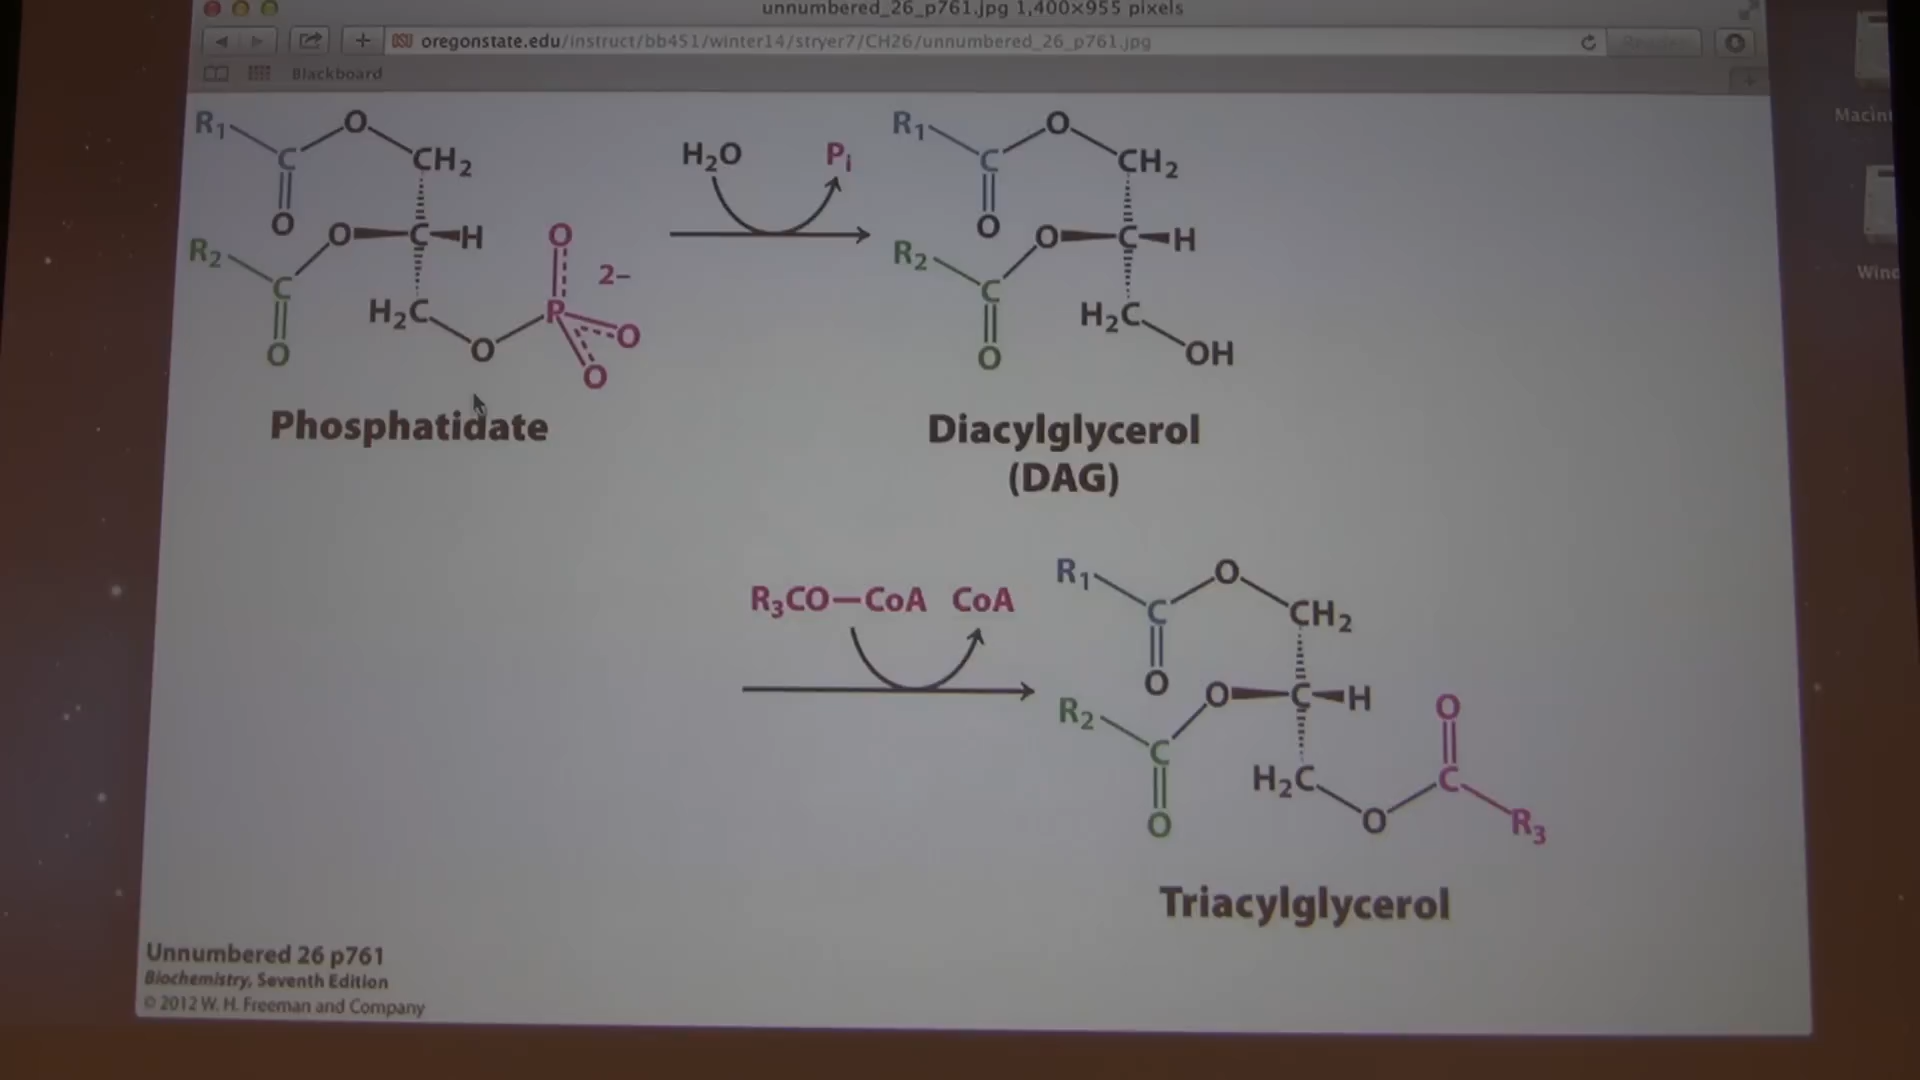 unnumbered_26_p761.jpg 1,400×955 pixels
oregonstate.edu/instruct/bb451/winter14/stryer7/CH26/unnumbered_26_p761.jpg
Blackboard
R1 O
C CH2
O
O C H
R2
C
O
H2C
O
P
O
O
O
2–
Phosphatidate
H2O Pi
R1 O
C CH2
O
O C H
R2
C
O
H2C
OH
Diacylglycerol
(DAG)
R3CO—CoA CoA
R1 O
C CH2
O
O C H
R2
C
O
H2C
O
C
O
R3
Triacylglycerol
Unnumbered 26 p761
Biochemistry, Seventh Edition
© 2012 W. H. Freeman and Company